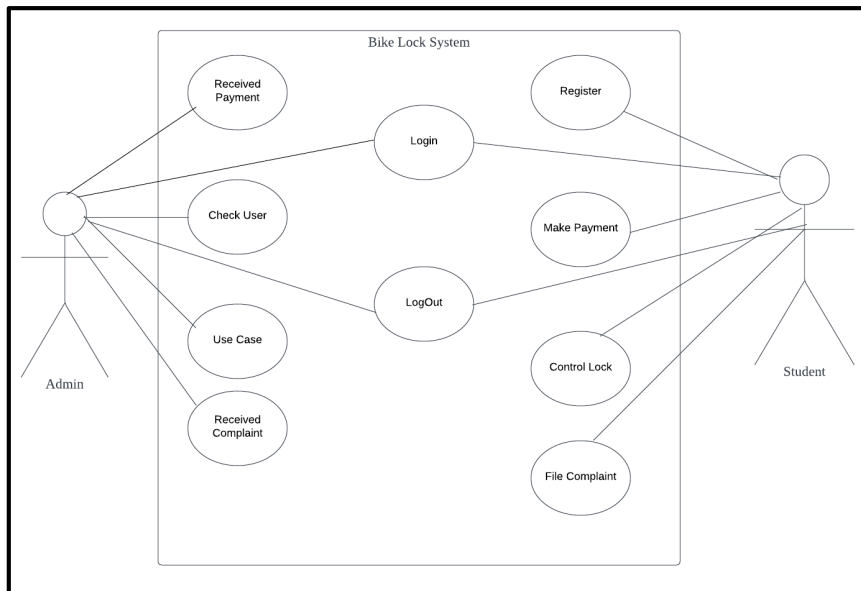 Bike Lock System
Received
Payment
Register
Login
Check User
Make Payment
LogOut
Use Case
Control Lock
Admin
Student
Received
Complaint
File Complaint